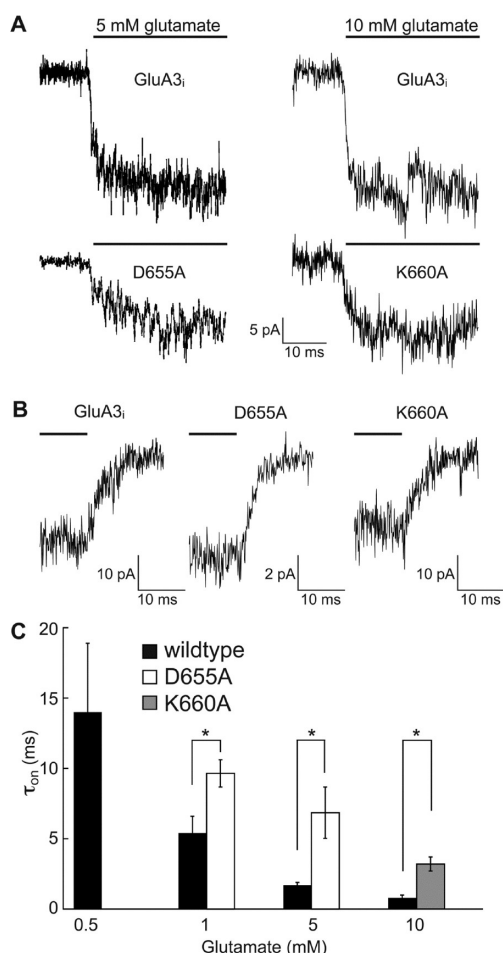 A
5 mM glutamate
10 mM glutamate
GluA3i
GluA3i
D655A
K660A
5 pA
10 ms
B
GluA3i
D655A
K660A
10 pA
10 ms
2 pA
10 ms
10 pA
10 ms
C
20
15
10
5
0
τon (ms)
wildtype
D655A
K660A
*
*
*
0.5
1
5
10
Glutamate (mM)